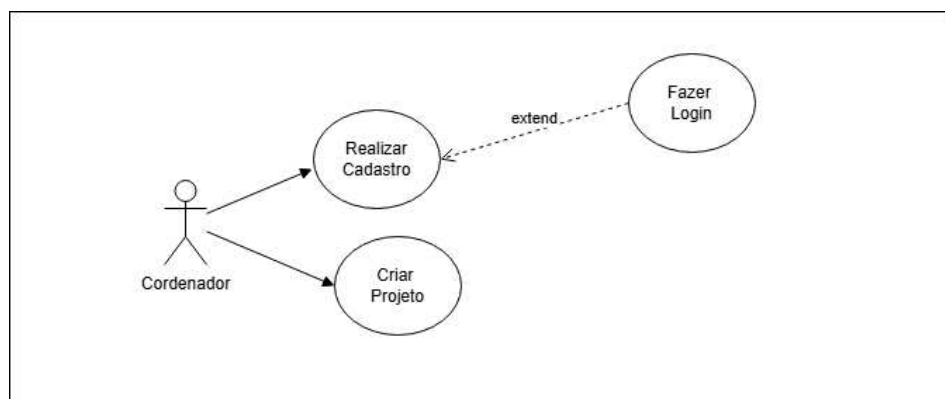 Fazer
Login
extend
Realizar
Cadastro
Cordenador
Criar
Projeto